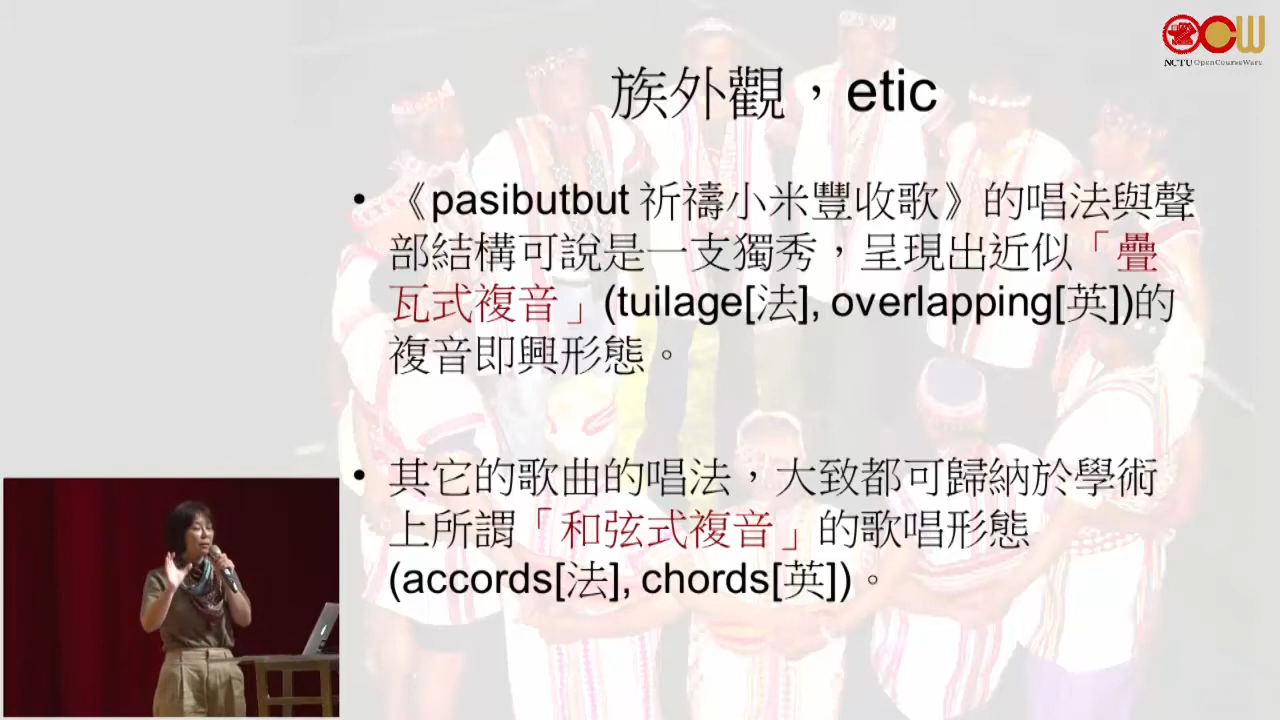 OCW
NCTU OpenCourseWare
族外觀，etic
• 《pasibutbut 祈禱小米豐收歌》的唱法與聲
部結構可說是一支獨秀，呈現出近似「疊
瓦式複音」(tuilage[法], overlapping[英])的
複音即興形態。
• 其它的歌曲的唱法，大致都可歸納於學術
上所謂「和弦式複音」的歌唱形態
(accords[法], chords[英])。